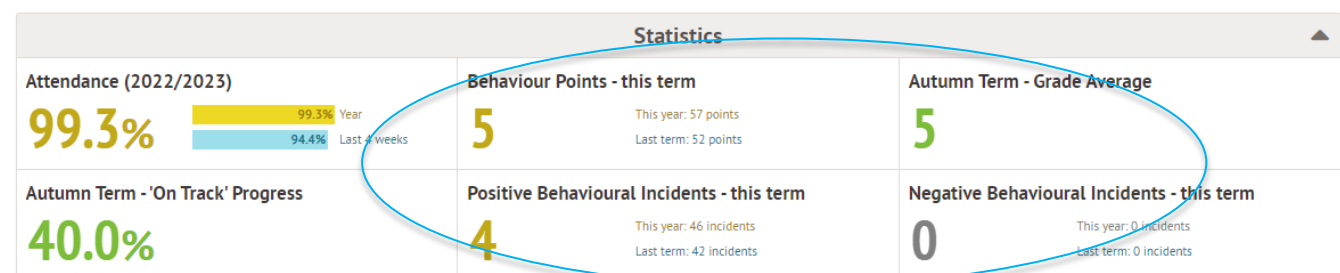 Statistics
Attendance (2022/2023)
99.3%
99.3% Year
94.4% Last 4 weeks
Behaviour Points - this term
5
This year: 57 points
Last term: 52 points
Autumn Term - Grade Average
5
Autumn Term - 'On Track' Progress
40.0%
Positive Behavioural Incidents - this term
4
This year: 46 incidents
Last term: 42 incidents
Negative Behavioural Incidents - this term
0
This year: 0 incidents
Last term: 0 incidents